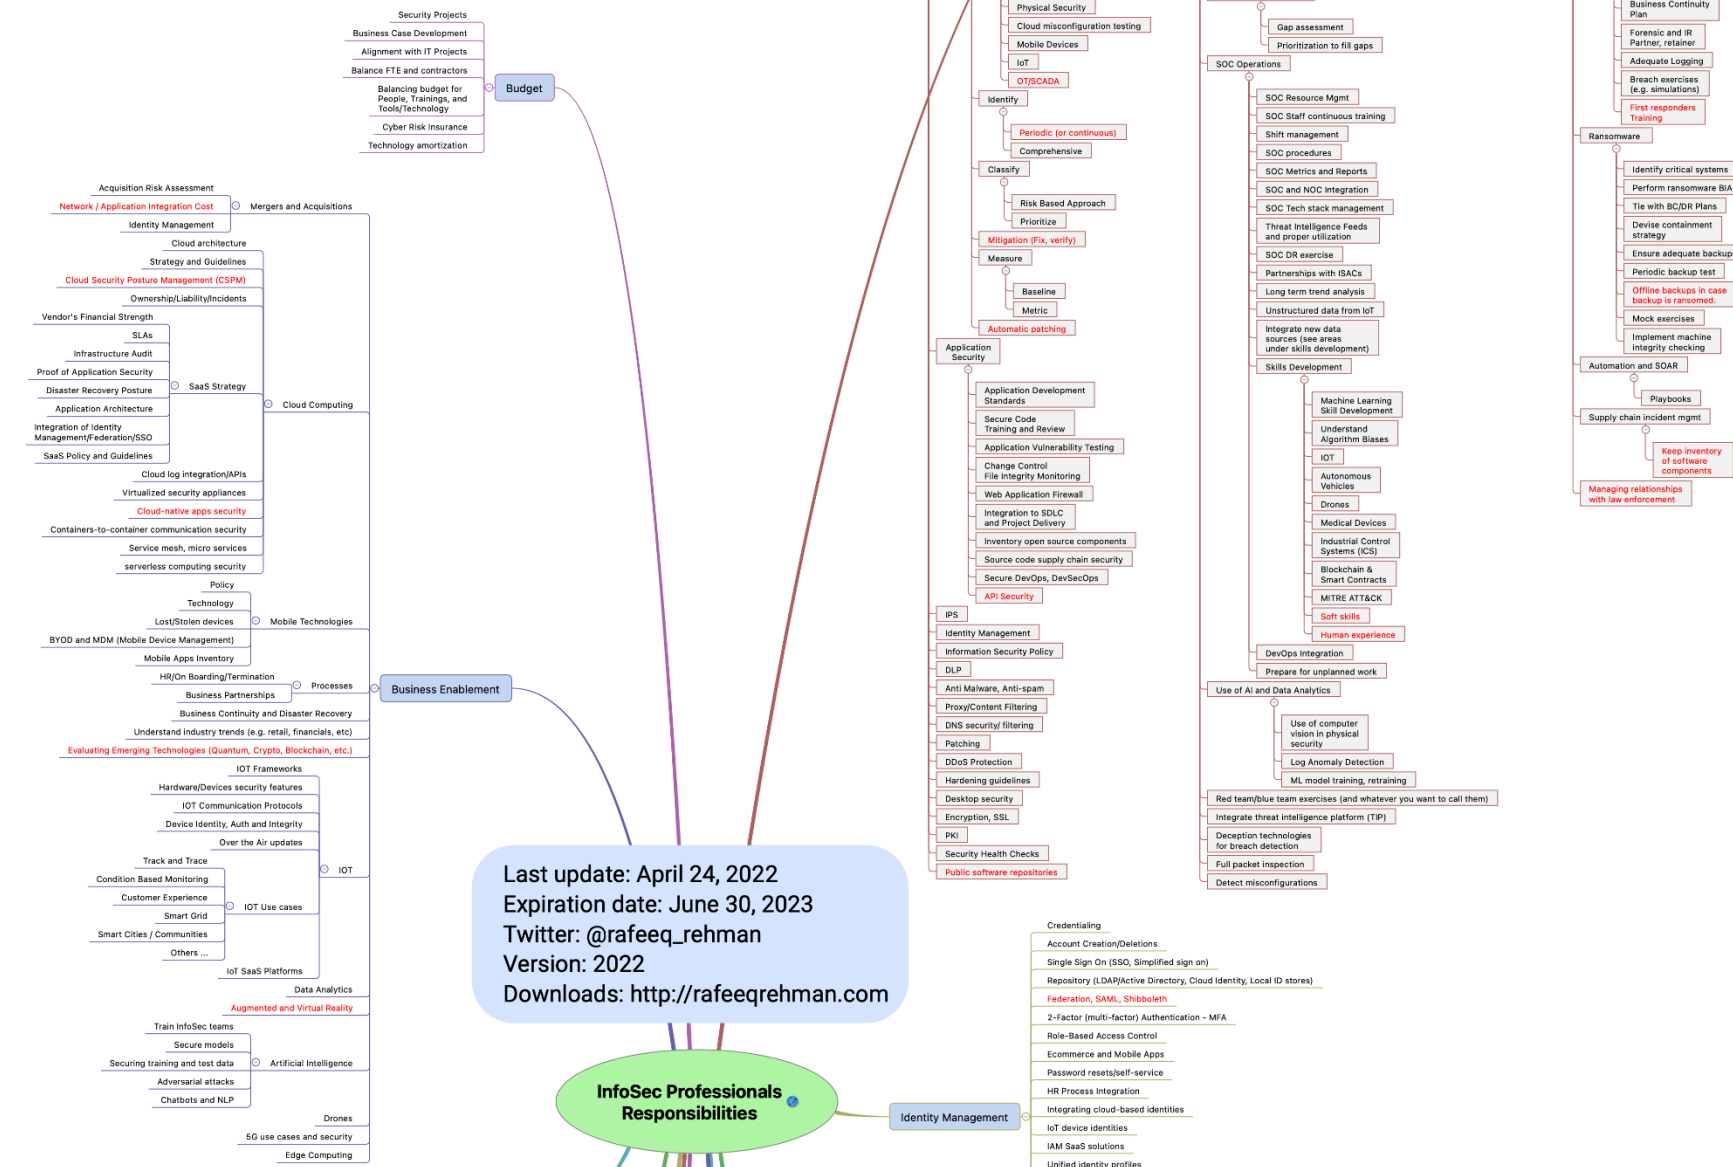 Security Projects
Business Case Development
Alignment with IT Projects
Balance FTE and contractors
Balancing budget for
People, Trainings, and
Tools/Technology
Cyber Risk Insurance
Technology amortization
Budget
Acquisition Risk Assessment
Network / Application Integration Cost
Identity Management
Mergers and Acquisitions
Cloud architecture
Strategy and Guidelines
Cloud Security Posture Management (CSPM)
Ownership/Liability/Incidents
Vendor's Financial Strength
SLAs
Infrastructure Audit
Proof of Application Security
Disaster Recovery Posture
Application Architecture
Integration of Identity
Management/Federation/SSO
SaaS Policy and Guidelines
SaaS Strategy
Cloud log integration/APIs
VIrtualized security appliances
Cloud-native apps security
Containers-to-container communication security
Service mesh, micro services
serverless computing security
Cloud Computing
Policy
Technology
Lost/Stolen devices
BYOD and MDM (Mobile Device Management)
Mobile Apps Inventory
Mobile Technologies
HR/On Boarding/Termination
Business Partnerships
Processes
Business Continuity and Disaster Recovery
Understand industry trends (e.g. retail, financials, etc)
Evaluating Emerging Technologies (Quantum, Crypto, Blockchain, etc.)
IOT Frameworks
Hardware/Devices security features
IOT Communication Protocols
Device Identity, Auth and Integrity
Over the Air updates
Track and Trace
Condition Based Monitoring
Customer Experience
Smart Grid
Smart Cities / Communities
Others ...
IOT Use cases
IoT SaaS Platforms
IOT
Data Analytics
Augmented and Virtual Reality
Train InfoSec teams
Secure models
Securing training and test data
Adversarial attacks
Chatbots and NLP
Artificial Intelligence
Drones
5G use cases and security
Edge Computing
Business Enablement
Last update: April 24, 2022
Expiration date: June 30, 2023
Twitter: @rafeeq_rehman
Version: 2022
Downloads: http://rafeeqrehman.com
InfoSec Professionals
Responsibilities
Physical Security
Cloud misconfiguration testing
Mobile Devices
IoT
OT/SCADA
Identify
Periodic (or continuous)
Comprehensive
Classify
Risk Based Approach
Prioritize
Mitigation (Fix, verify)
Measure
Baseline
Metric
Automatic patching
Application
Security
Application Development
Standards
Secure Code
Training and Review
Application Vulnerability Testing
Change Control
File Integrity Monitoring
Web Application Firewall
Integration to SDLC
and Project Delivery
Inventory open source components
Source code supply chain security
Secure DevOps, DevSecOps
API Security
IPS
Identity Management
Information Security Policy
DLP
Anti Malware, Anti-spam
Proxy/Content Filtering
DNS security/ filtering
Patching
DDoS Protection
Hardening guidelines
Desktop security
Encryption, SSL
PKI
Security Health Checks
Public software repositories
Identity Management
Credentialing
Account Creation/Deletions
Single Sign On (SSO, Simplified sign on)
Repository (LDAP/Active Directory, Cloud Identity, Local ID stores)
Federation, SAML, Shibboleth
2-Factor (multi-factor) Authentication - MFA
Role-Based Access Control
Ecommerce and Mobile Apps
Password resets/self-service
HR Process Integration
Integrating cloud-based identities
IoT device identities
IAM SaaS solutions
Unified identity profiles
Gap assessment
Prioritization to fill gaps
SOC Operations
SOC Resource Mgmt
SOC Staff continuous training
Shift management
SOC procedures
SOC Metrics and Reports
SOC and NOC Integration
SOC Tech stack management
Threat Intelligence Feeds
and proper utilization
SOC DR exercise
Partnerships with ISACs
Long term trend analysis
Unstructured data from IoT
Integrate new data
sources (see areas
under skills development)
Skills Development
Machine Learning
Skill Development
Understand
Algorithm Biases
IOT
Autonomous
Vehicles
Drones
Medical Devices
Industrial Control
Systems (ICS)
Blockchain &
Smart Contracts
MITRE ATT&CK
Soft skills
Human experience
DevOps Integration
Prepare for unplanned work
Use of AI and Data Analytics
Use of computer
vision in physical
security
Log Anomaly Detection
ML model training, retraining
Red team/blue team exercises (and whatever you want to call them)
Integrate threat intelligence platform (TIP)
Deception technologies
for breach detection
Full packet inspection
Detect misconfigurations
Business Continuity
Plan
Forensic and IR
Partner, retainer
Adequate Logging
Breach exercises
(e.g. simulations)
First responders
Training
Ransomware
Identify critical systems
Perform ransomware BIA
Tie with BC/DR Plans
Devise containment
strategy
Ensure adequate backup
Periodic backup test
Offline backups in case
backup is ransomed.
Mock exercises
Implement machine
integrity checking
Automation and SOAR
Playbooks
Supply chain incident mgmt
Keep inventory
of software
components
Managing relationships
with law enforcement